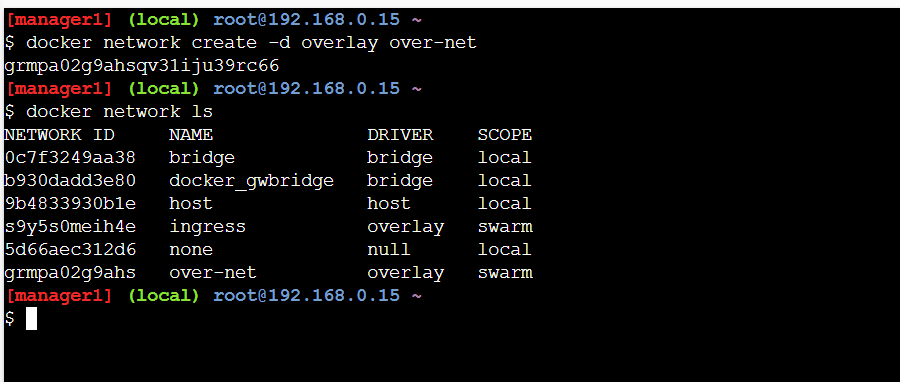 [manager1] (local) root@192.168.0.15 ~
$ docker network create -d overlay over-net
grmpa02g9ahsqv31iju39rc66
[manager1] (local) root@192.168.0.15 ~
$ docker network ls
NETWORK ID     NAME              DRIVER    SCOPE
0c7f3249aa38   bridge            bridge    local
b930dadd3e80   docker_gwbridge   bridge    local
9b4833930b1e   host              host      local
s9y5s0meih4e   ingress           overlay   swarm
5d66aec312d6   none              null      local
grmpa02g9ahs   over-net          overlay   swarm
[manager1] (local) root@192.168.0.15 ~
$